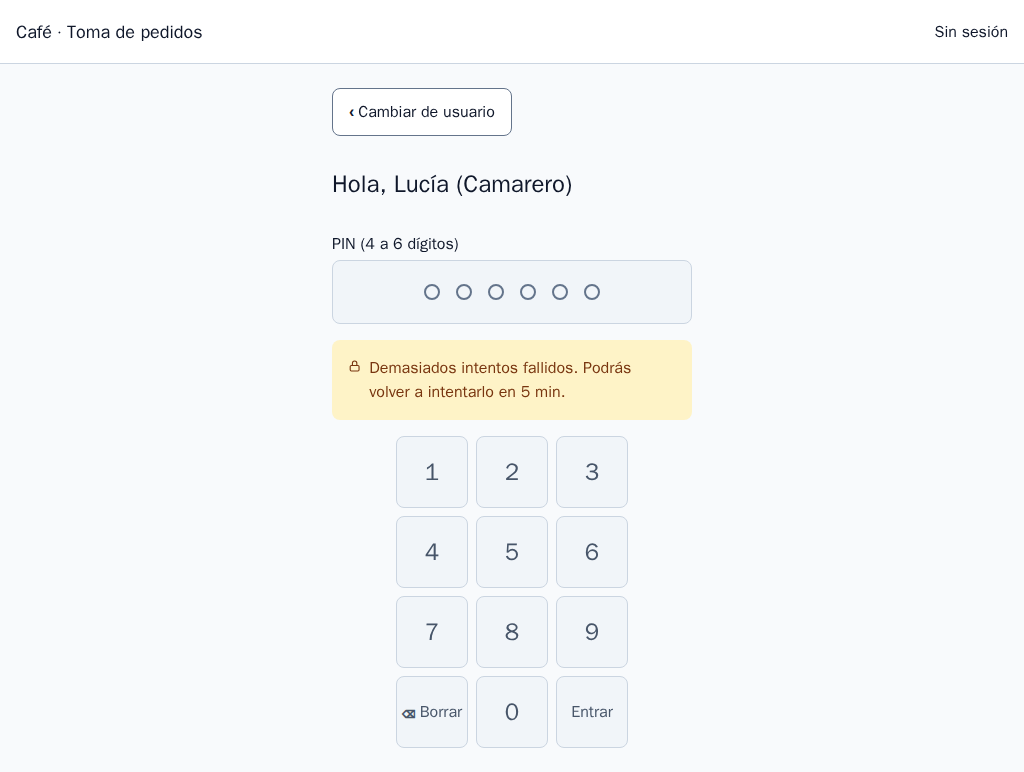 Café · Toma de pedidos
Sin sesión
‹ Cambiar de usuario
Hola, Lucía (Camarero)
PIN (4 a 6 dígitos)
Demasiados intentos fallidos. Podrás
volver a intentarlo en 5 min.
1 2 3
4 5 6
7 8 9
⌫ Borrar 0 Entrar